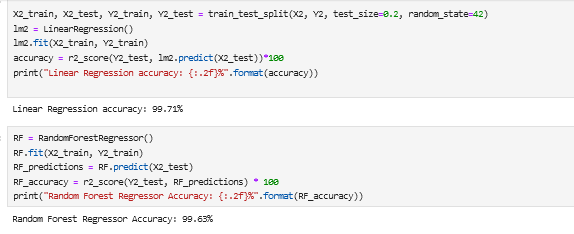 X2_train, X2_test, Y2_train, Y2_test = train_test_split(X2, Y2, test_size=0.2, random_state=42)
lm2 = LinearRegression()
lm2.fit(X2_train, Y2_train)
accuracy = r2_score(Y2_test, lm2.predict(X2_test))*100
print("Linear Regression accuracy: {:.2f}%".format(accuracy))
Linear Regression accuracy: 99.71%
RF = RandomForestRegressor()
RF.fit(X2_train, Y2_train)
RF_predictions = RF.predict(X2_test)
RF_accuracy = r2_score(Y2_test, RF_predictions) * 100
print("Random Forest Regressor Accuracy: {:.2f}%".format(RF_accuracy))
Random Forest Regressor Accuracy: 99.63%